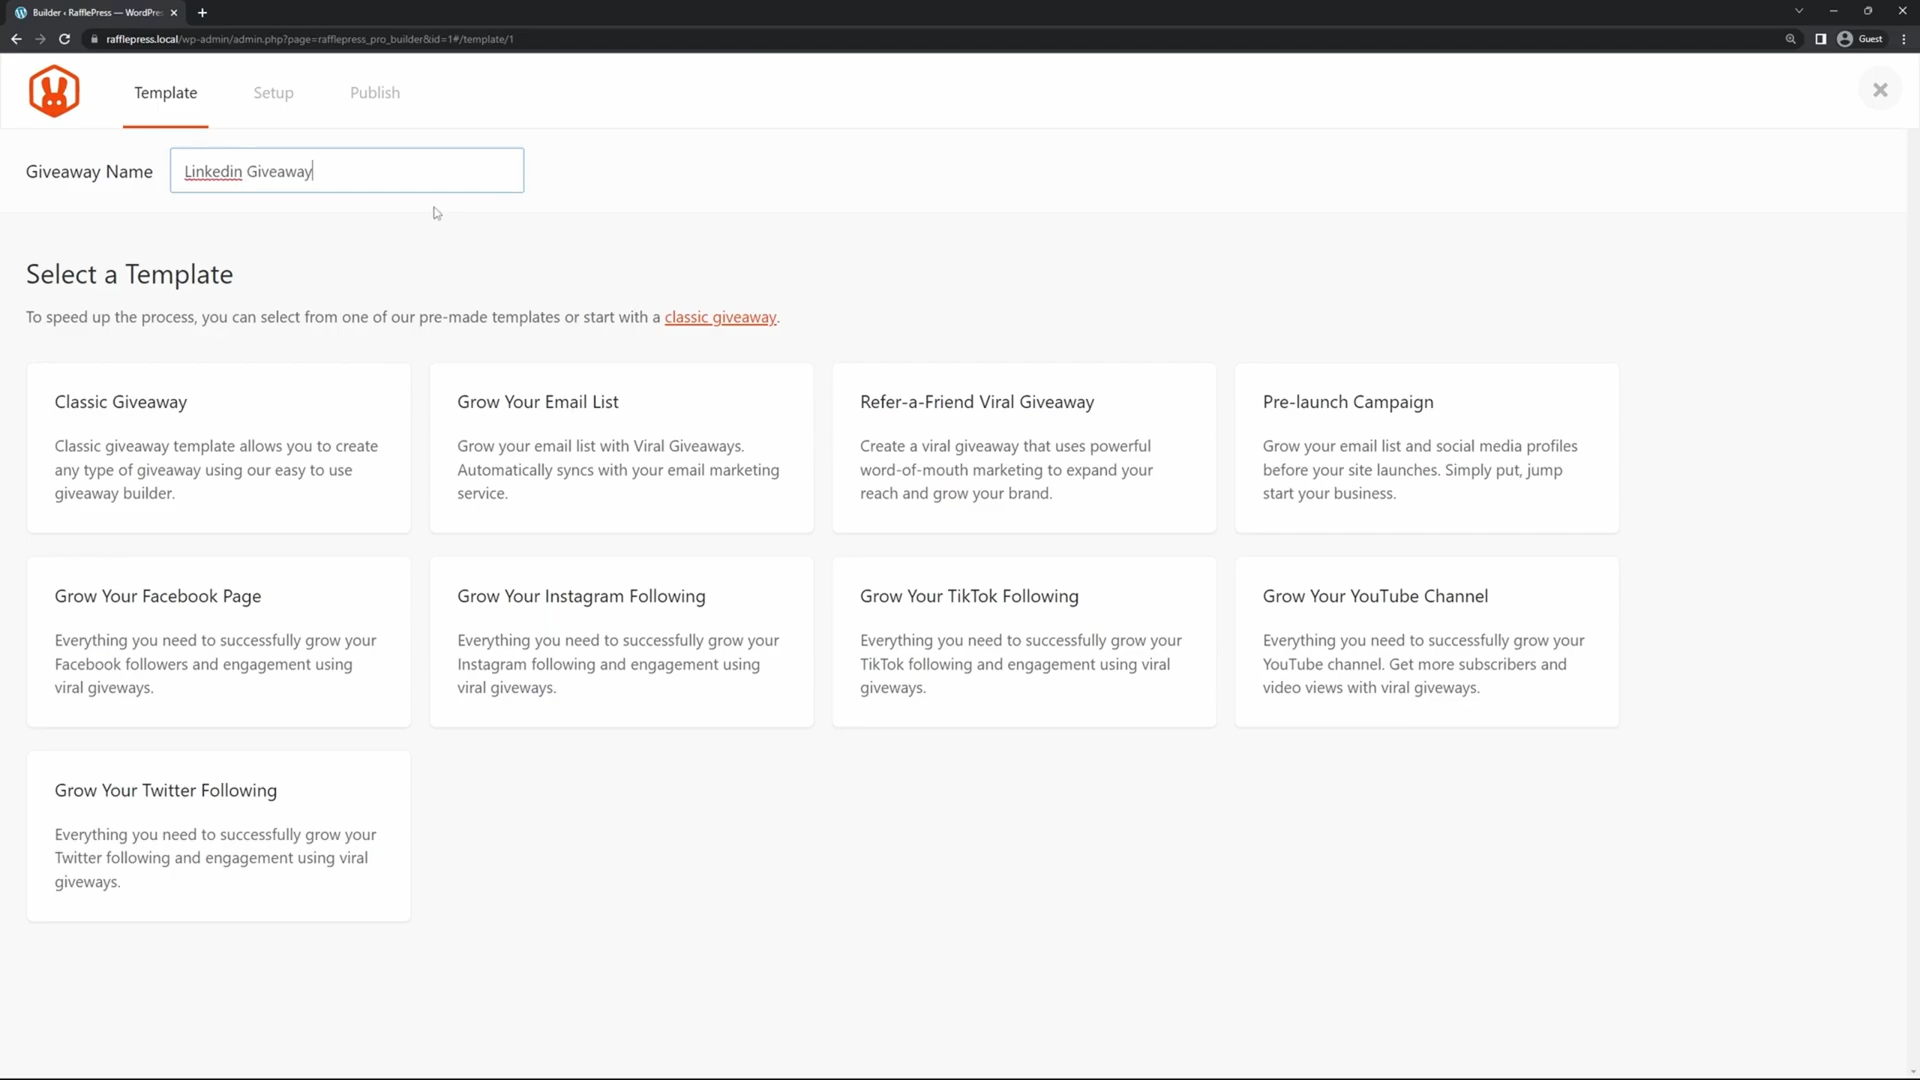 Builder ‹ RafflePress — WordPre
rafflepress.local/wp-admin/admin.php?page=rafflepress_pro_builder&id=1#/template/1
Guest
Template
Setup
Publish
Giveaway Name
Linkedin Giveaway
Select a Template
To speed up the process, you can select from one of our pre-made templates or start with a classic giveaway.
Classic Giveaway
Classic giveaway template allows you to create
any type of giveaway using our easy to use
giveaway builder.
Grow Your Email List
Grow your email list with Viral Giveaways.
Automatically syncs with your email marketing
service.
Refer-a-Friend Viral Giveaway
Create a viral giveaway that uses powerful
word-of-mouth marketing to expand your
reach and grow your brand.
Pre-launch Campaign
Grow your email list and social media profiles
before your site launches. Simply put, jump
start your business.
Grow Your Facebook Page
Everything you need to successfully grow your
Facebook followers and engagement using
viral giveways.
Grow Your Instagram Following
Everything you need to successfully grow your
Instagram following and engagement using
viral giveways.
Grow Your TikTok Following
Everything you need to successfully grow your
TikTok following and engagement using viral
giveways.
Grow Your YouTube Channel
Everything you need to successfully grow your
YouTube channel. Get more subscribers and
video views with viral giveways.
Grow Your Twitter Following
Everything you need to successfully grow your
Twitter following and engagement using viral
giveways.